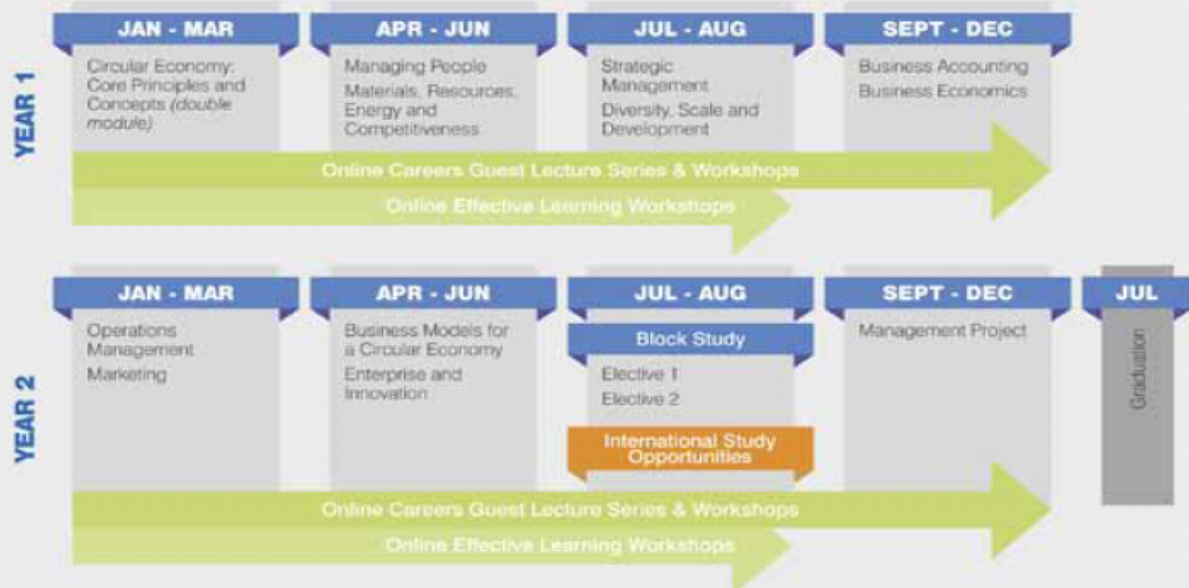 YEAR 1
JAN - MAR
Circular Economy:
Core Principles and
Concepts (double
module)
APR - JUN
Managing People
Materials, Resources,
Energy and
Competitiveness
JUL - AUG
Strategic
Management
Diversity, Scale and
Development
SEPT - DEC
Business Accounting
Business Economics
Online Careers Guest Lecture Series & Workshops
Online Effective Learning Workshops
YEAR 2
JAN - MAR
Operations
Management
Marketing
APR - JUN
Business Models for
a Circular Economy
Enterprise and
Innovation
JUL - AUG
Block Study
Elective 1
Elective 2
International Study
Opportunities
SEPT - DEC
Management Project
JUL
Graduation
Online Careers Guest Lecture Series & Workshops
Online Effective Learning Workshops